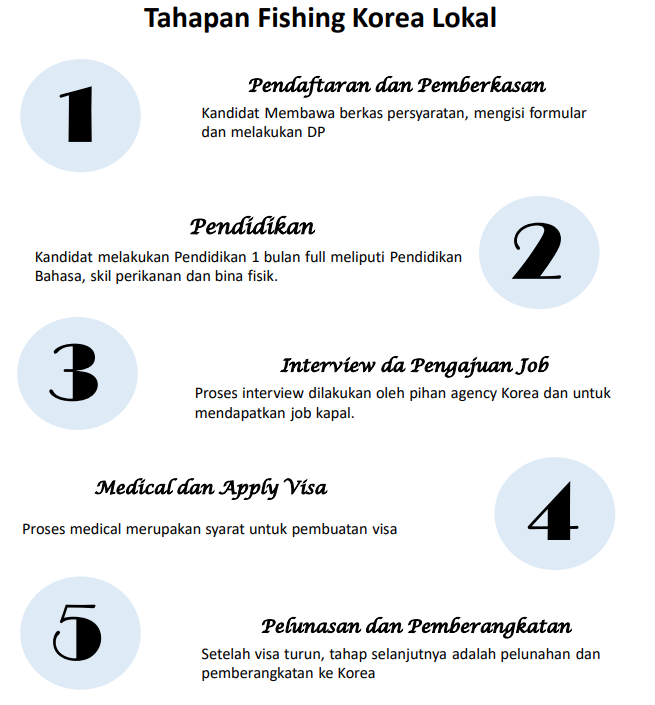 Tahapan Fishing Korea Lokal
1
Pendaftaran dan Pemberkasan
Kandidat Membawa berkas persyaratan, mengisi formular
dan melakukan DP
2
Pendidikan
Kandidat melakukan Pendidikan 1 bulan full meliputi Pendidikan
Bahasa, skil perikanan dan bina fisik.
3
Interview da Pengajuan Job
Proses interview dilakukan oleh pihan agency Korea dan untuk
mendapatkan job kapal.
4
Medical dan Apply Visa
Proses medical merupakan syarat untuk pembuatan visa
5
Pelunasan dan Pemberangkatan
Setelah visa turun, tahap selanjutnya adalah pelunahan dan
pemberangkatan ke Korea